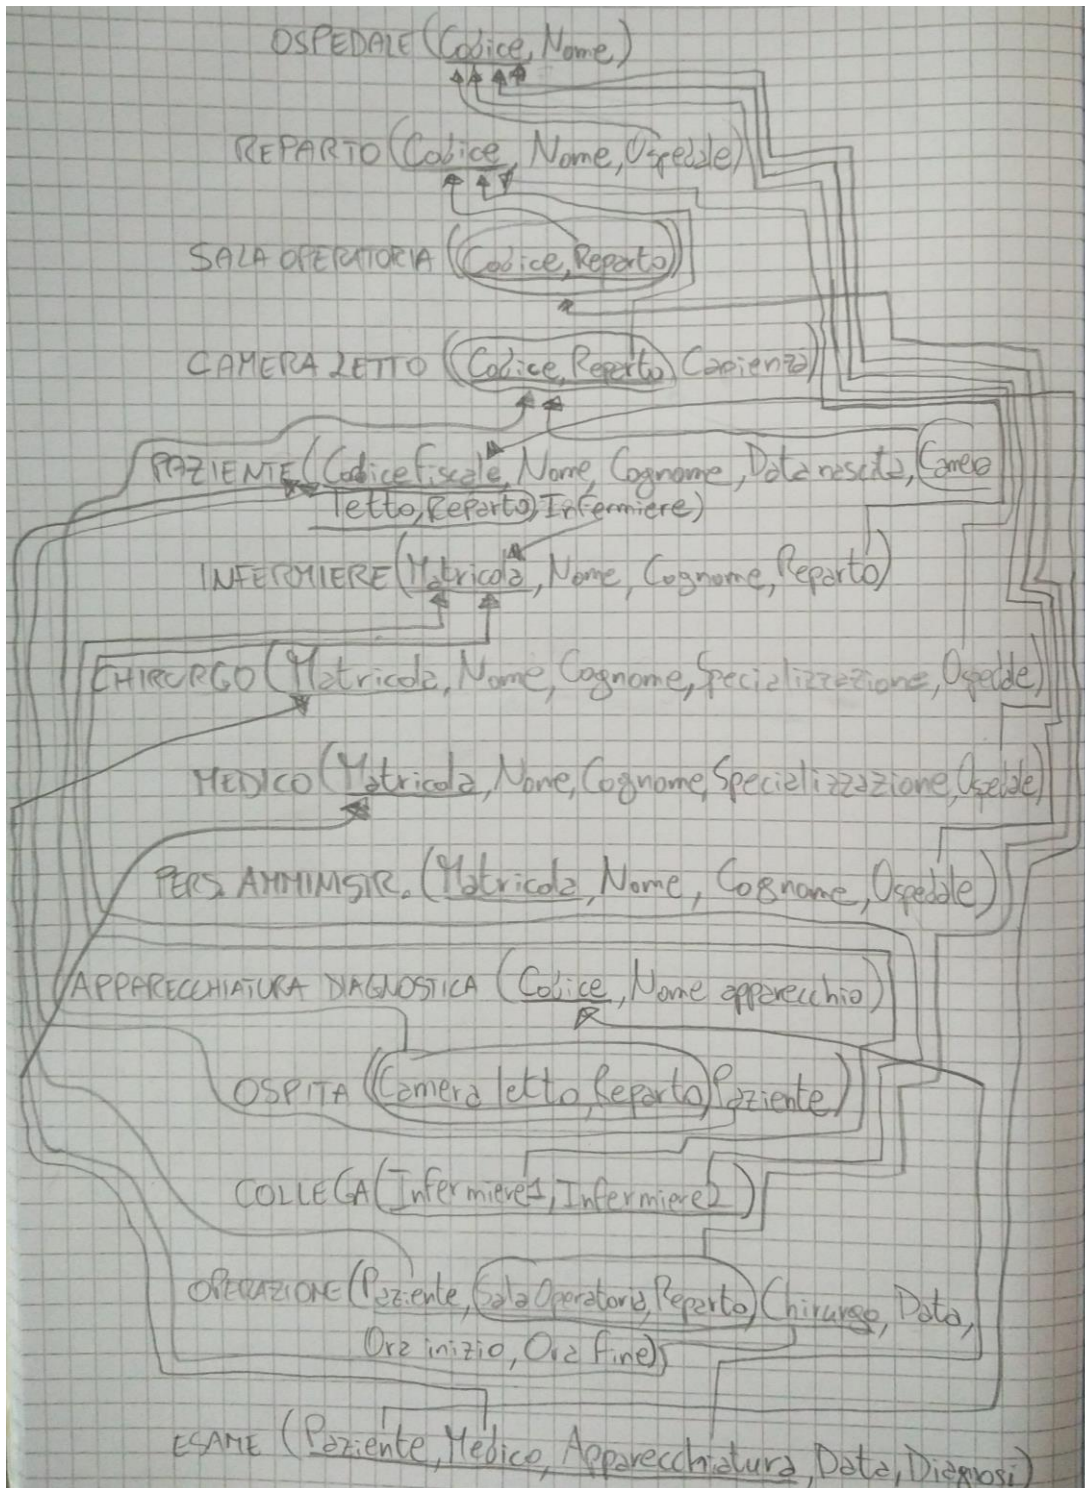 OSPEDALE (Codice, Nome)
REPARTO (Codice, Nome, Ospedale)
SALA OPERATORIA (Codice, Reparto)
CAMERA LETTO (Codice, Reparto, Capienza)
PAZIENTE (Codice Fiscale, Nome, Cognome, Data nascita, Camera
letto, Reparto, Infermiere)
INFERMIERE (Matricola, Nome, Cognome, Reparto)
CHIRURGO (Matricola, Nome, Cognome, Specializzazione, Ospedale)
MEDICO (Matricola, Nome, Cognome, Specializzazione, Ospedale)
PERS. AMMINISTR. (Matricola, Nome, Cognome, Ospedale)
APPARECCHIATURA DIAGNOSTICA (Codice, Nome apparecchio)
OSPITA (Camera letto, Reparto, Paziente)
COLLEGA (Infermiere1, Infermiere2)
OPERAZIONE (Paziente, Sala Operatoria, Reparto, Chirurgo, Data,
Ora inizio, Ora fine)
ESAME (Paziente, Medico, Apparecchiatura, Data, Diagnosi)